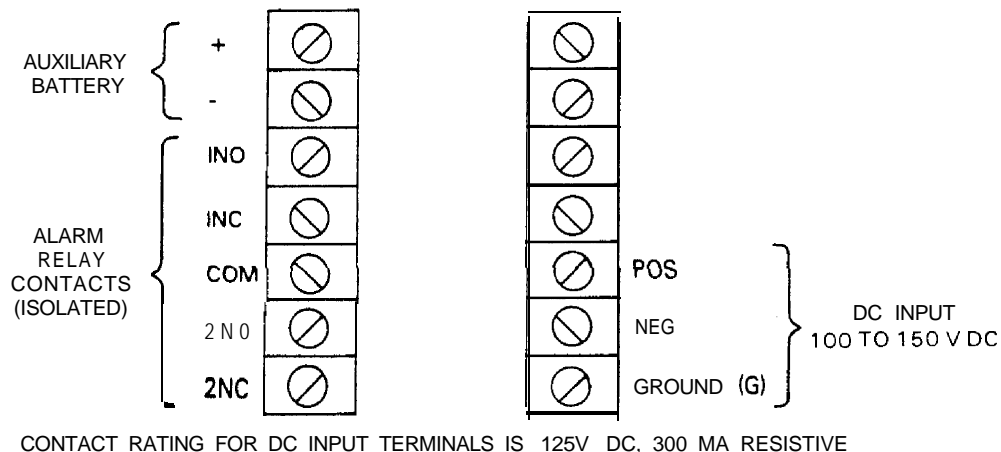 AUXILIARY
BATTERY
+
-
INO
INC
ALARM
RELAY
CONTACTS
(ISOLATED)
COM
2N0
2NC
POS
NEG
GROUND (G)
DC INPUT
100 TO 150 V DC
CONTACT RATING FOR DC INPUT TERMINALS IS 125V DC, 300 MA RESISTIVE